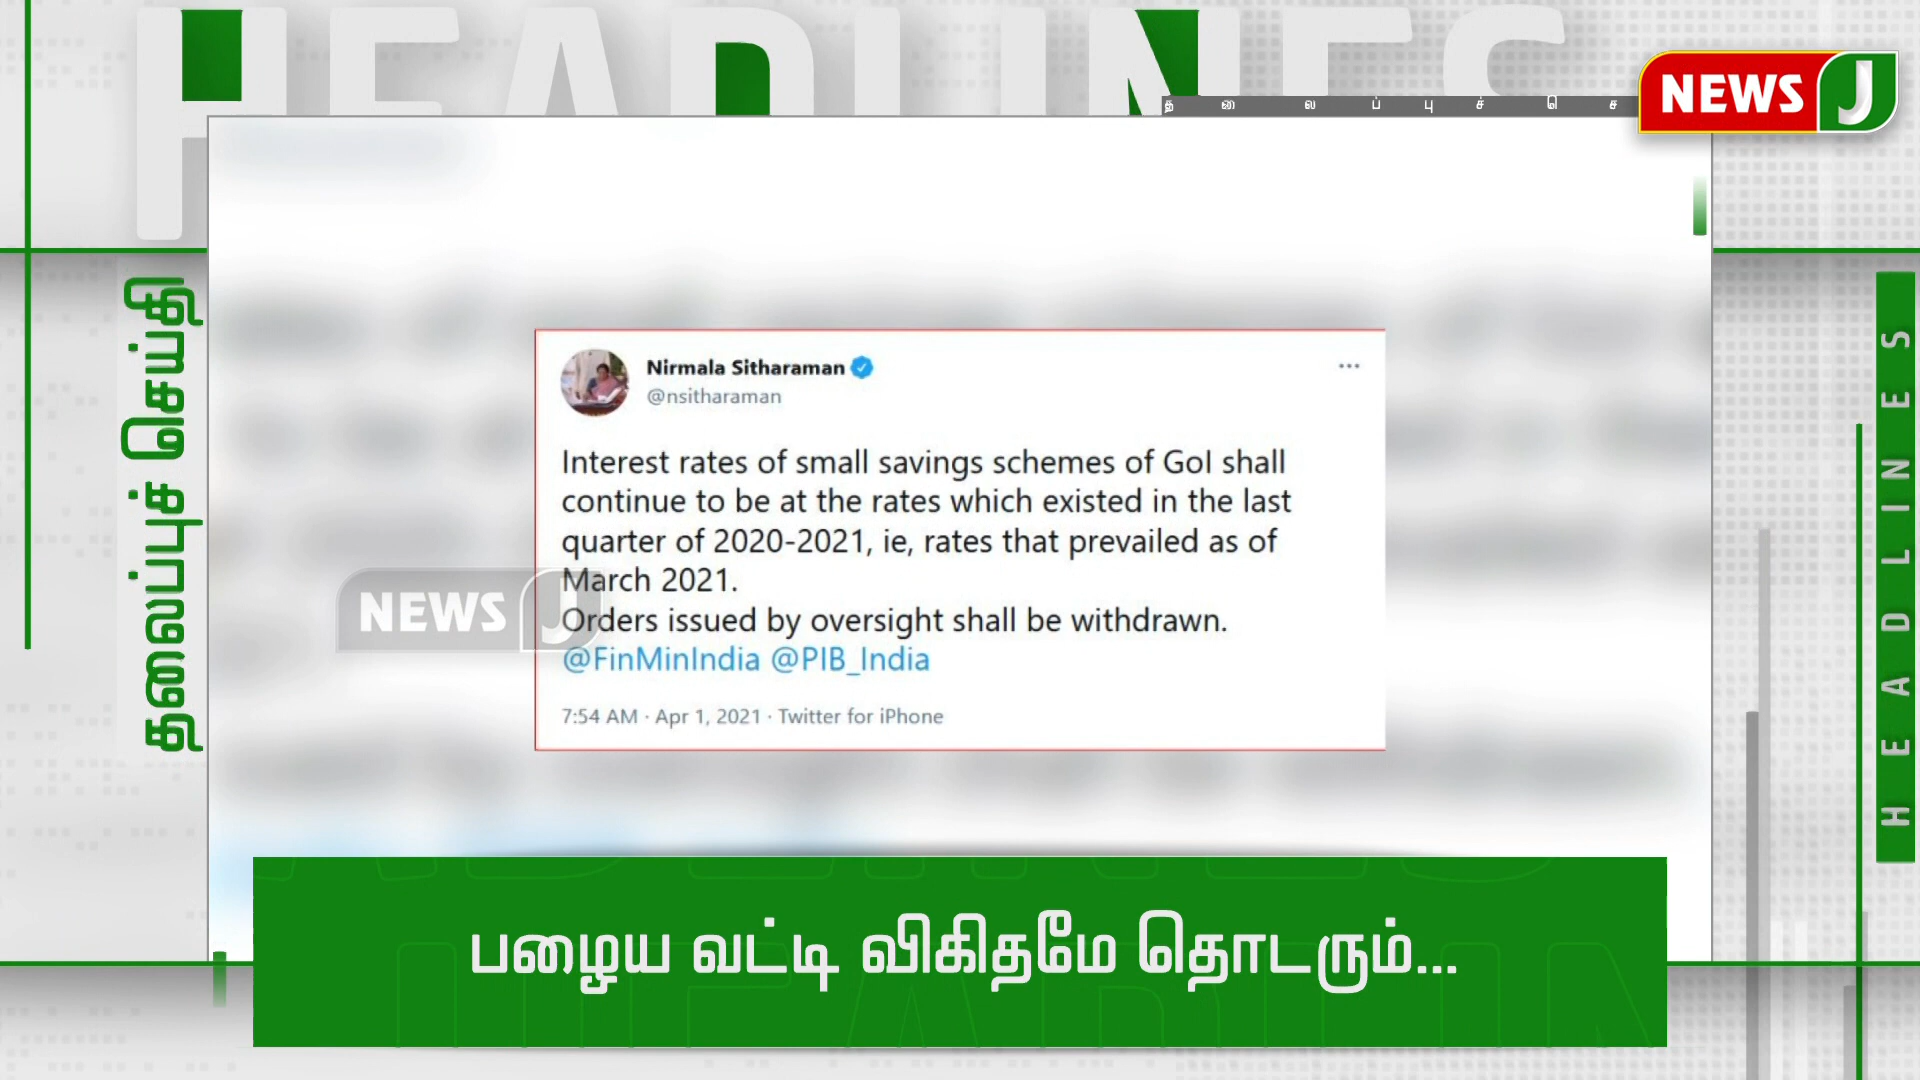 HEADLINES
த லை ப் பு ச் செ
NEWS J
தலைப்புச் செய்தி
HEADLINES
Nirmala Sitharaman
@nsitharaman
Interest rates of small savings schemes of GoI shall
continue to be at the rates which existed in the last
quarter of 2020-2021, ie, rates that prevailed as of
March 2021.
Orders issued by oversight shall be withdrawn.
@FinMinIndia @PIB_India
7:54 AM · Apr 1, 2021 · Twitter for iPhone
NEWS J
பழைய வட்டி விகிதமே தொடரும்...